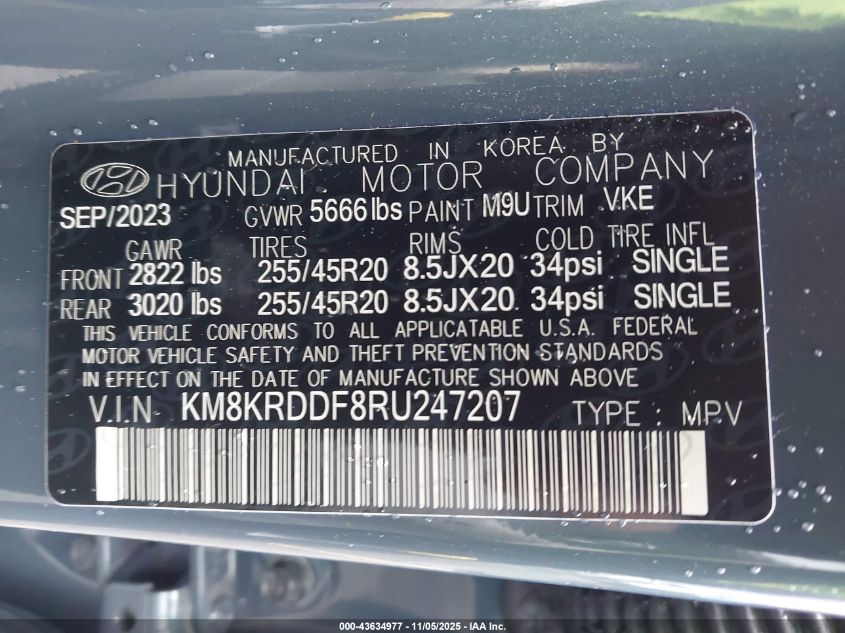 MANUFACTURED IN KOREA BY
HYUNDAI MOTOR COMPANY
SEP/2023 GVWR 5666 lbs PAINT M9U TRIM VKE
GAWR TIRES RIMS COLD TIRE INFL
FRONT 2822 lbs 255/45R20 8.5JX20 34psi SINGLE
REAR 3020 lbs 255/45R20 8.5JX20 34psi SINGLE
THIS VEHICLE CONFORMS TO ALL APPLICATABLE U.S.A. FEDERAL
MOTOR VEHICLE SAFETY AND THEFT PREVENTION STANDARDS
IN EFFECT ON THE DATE OF MANUFACTURE SHOWN ABOVE
V.I.N KM8KRDDF8RU247207 TYPE : MPV
000-43634977 - 11/05/2025 - IAA Inc.